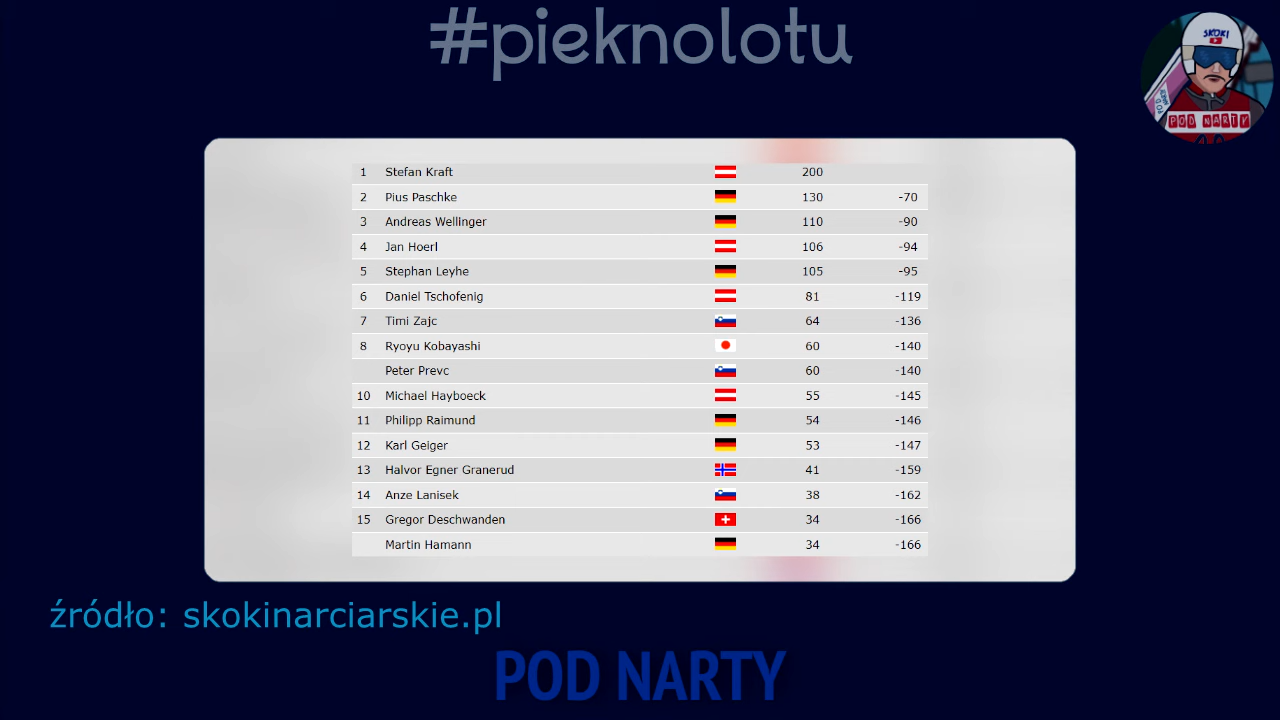 #pieknolotu
SKOKI
POD NARTY
1 Stefan Kraft 200
2 Pius Paschke 130 -70
3 Andreas Wellinger 110 -90
4 Jan Hoerl 106 -94
5 Stephan Leyhe 105 -95
6 Daniel Tschofenig 81 -119
7 Timi Zajc 64 -136
8 Ryoyu Kobayashi 60 -140
Peter Prevc 60 -140
10 Michael Hayboeck 55 -145
11 Philipp Raimund 54 -146
12 Karl Geiger 53 -147
13 Halvor Egner Granerud 41 -159
14 Anze Lanisek 38 -162
15 Gregor Deschwanden 34 -166
Martin Hamann 34 -166
źródło: skokinarciarskie.pl
POD NARTY